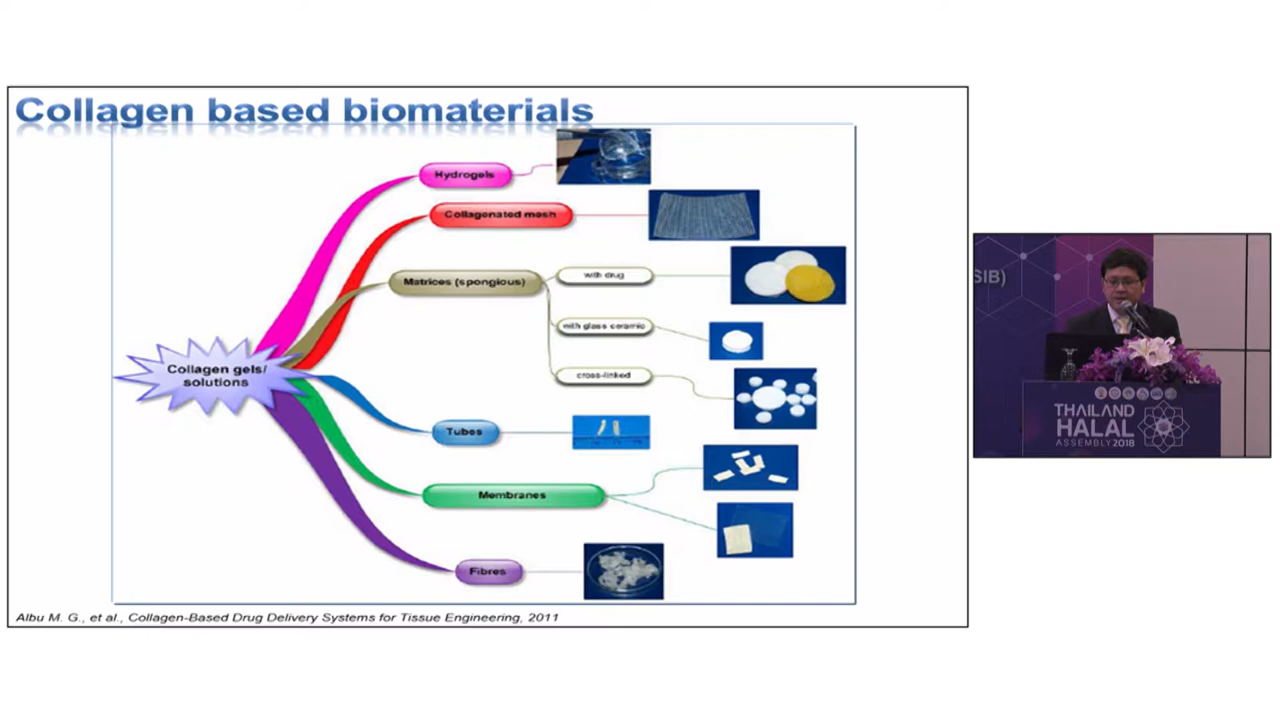 Collagen based biomaterials
Hydrogels
Collagenated mesh
Matrices (spongious)
with drug
with glass ceramic
cross-linked
Collagen gels/
solutions
Tubes
Membranes
Fibres
Albu M. G., et al., Collagen-Based Drug Delivery Systems for Tissue Engineering, 2011
SIB)
THAILAND
HALAL
ASSEMBLY 2018